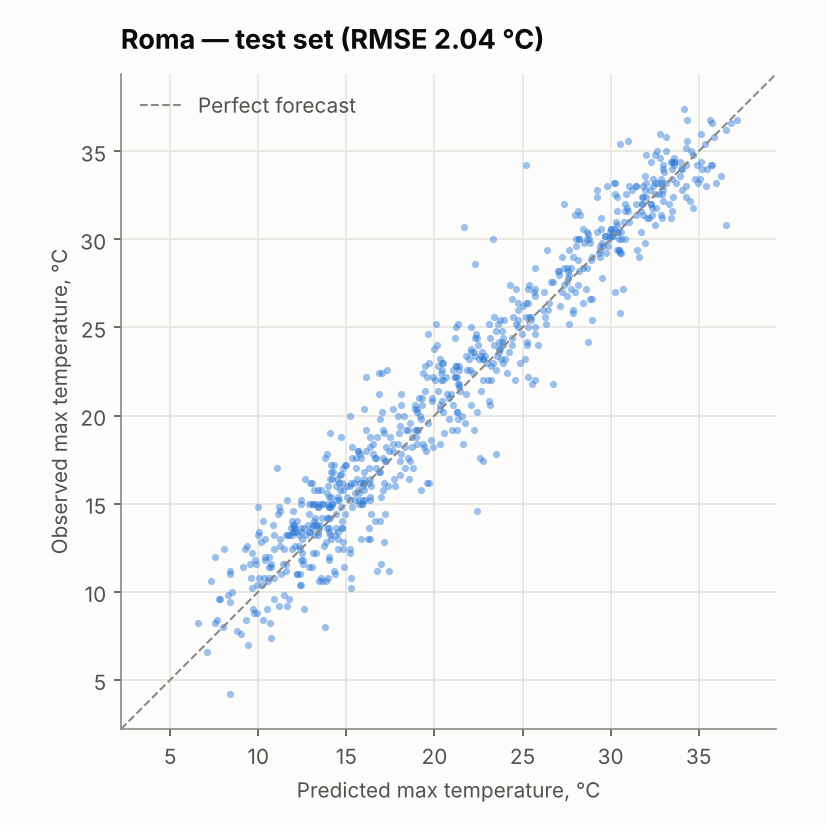 Roma — test set (RMSE 2.04 °C)
Perfect forecast
Observed max temperature, °C
35
30
25
20
15
10
5
5 10 15 20 25 30 35
Predicted max temperature, °C